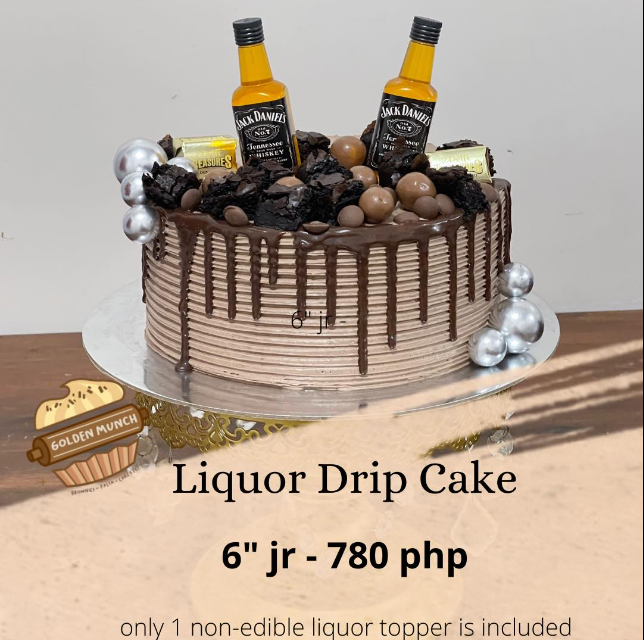 JACK DANIEL'S
OLD
No.7
Tennessee
WHISKEY
JACK DANIEL'S
OLD
No.7
EASURES
6" jr -
GOLDEN MUNCH
Liquor Drip Cake
6" jr - 780 php
only 1 non-edible liquor topper is included